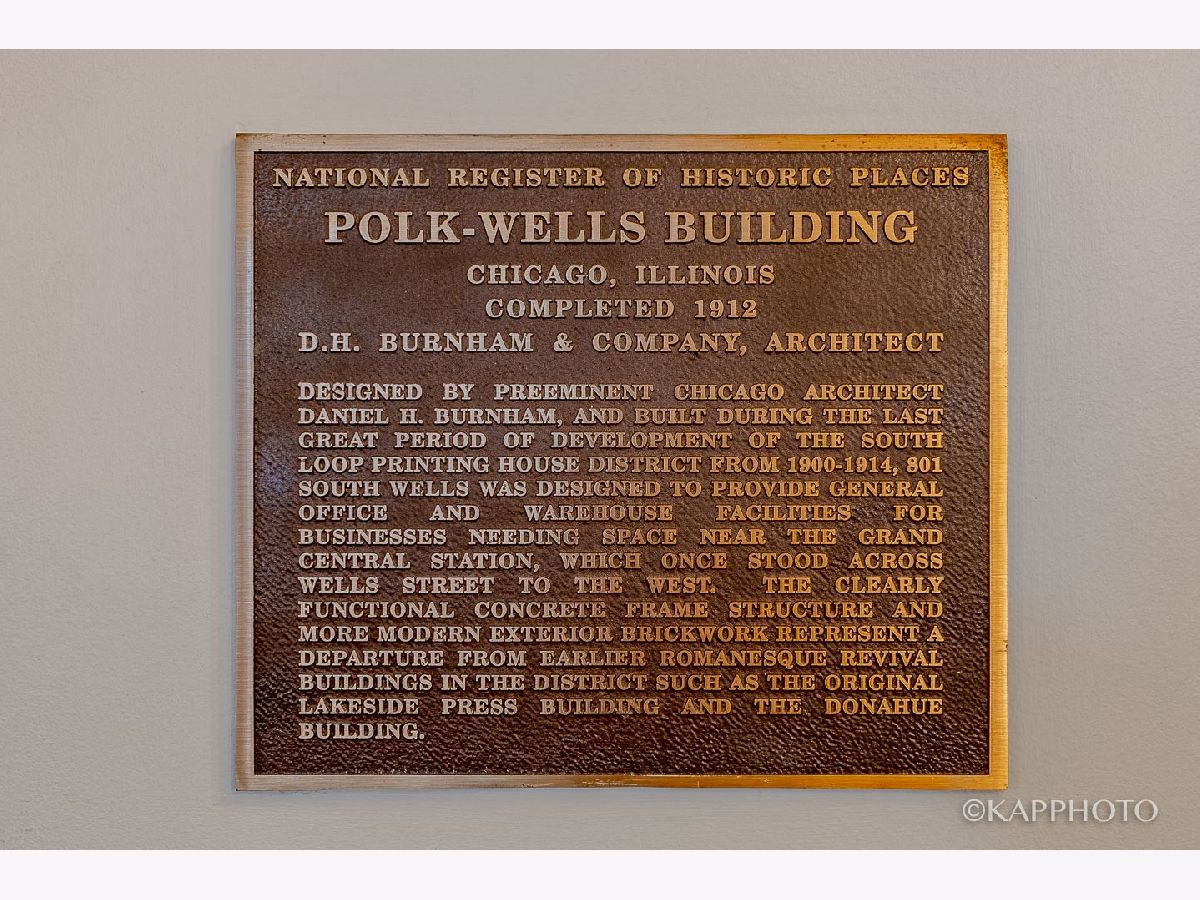 NATIONAL REGISTER OF HISTORIC PLACES
POLK-WELLS BUILDING
CHICAGO, ILLINOIS
COMPLETED 1912
D.H. BURNHAM & COMPANY, ARCHITECT
DESIGNED BY PREEMINENT CHICAGO ARCHITECT
DANIEL H. BURNHAM, AND BUILT DURING THE LAST
GREAT PERIOD OF DEVELOPMENT OF THE SOUTH
LOOP PRINTING HOUSE DISTRICT FROM 1900-1914, 801
SOUTH WELLS WAS DESIGNED TO PROVIDE GENERAL
OFFICE AND WAREHOUSE FACILITIES FOR
BUSINESSES NEEDING SPACE NEAR THE GRAND
CENTRAL STATION, WHICH ONCE STOOD ACROSS
WELLS STREET TO THE WEST. THE CLEARLY
FUNCTIONAL CONCRETE FRAME STRUCTURE AND
MORE MODERN EXTERIOR BRICKWORK REPRESENT A
DEPARTURE FROM EARLIER ROMANESQUE REVIVAL
BUILDINGS IN THE DISTRICT SUCH AS THE ORIGINAL
LAKESIDE PRESS BUILDING AND THE DONAHUE
BUILDING.
©KAPPHOTO